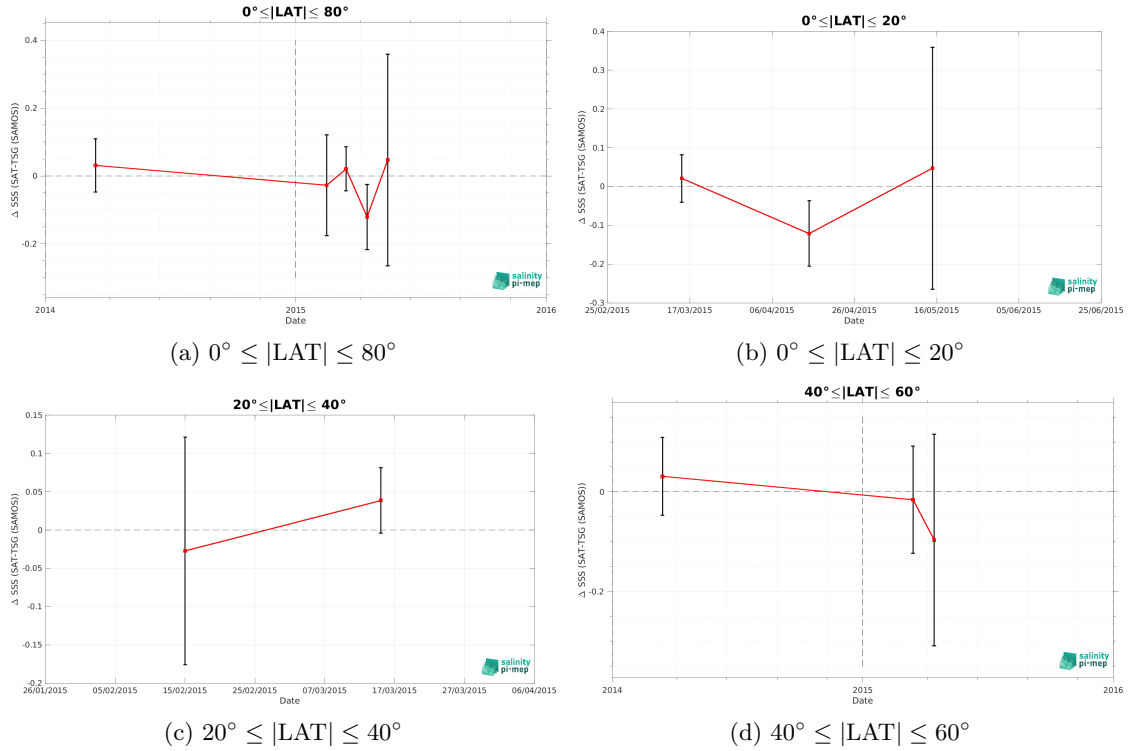 0°≤|LAT|≤ 80°
0.4
0.2
0
-0.2
Δ SSS (SAT-TSG (SAMOS))
2014
2015
2016
Date
salinity
pi-mep
(a) 0° ≤ |LAT| ≤ 80°
0°≤|LAT|≤ 20°
0.4
0.3
0.2
0.1
0
-0.1
-0.2
-0.3
Δ SSS (SAT-TSG (SAMOS))
25/02/2015
17/03/2015
06/04/2015
26/04/2015
16/05/2015
05/06/2015
25/06/2015
Date
salinity
pi-mep
(b) 0° ≤ |LAT| ≤ 20°
20°≤|LAT|≤ 40°
0.15
0.1
0.05
0
-0.05
-0.1
-0.15
-0.2
Δ SSS (SAT-TSG (SAMOS))
26/01/2015
05/02/2015
15/02/2015
25/02/2015
07/03/2015
17/03/2015
27/03/2015
06/04/2015
Date
salinity
pi-mep
(c) 20° ≤ |LAT| ≤ 40°
40°≤|LAT|≤ 60°
0
-0.2
Δ SSS (SAT-TSG (SAMOS))
2014
2015
2016
Date
salinity
pi-mep
(d) 40° ≤ |LAT| ≤ 60°